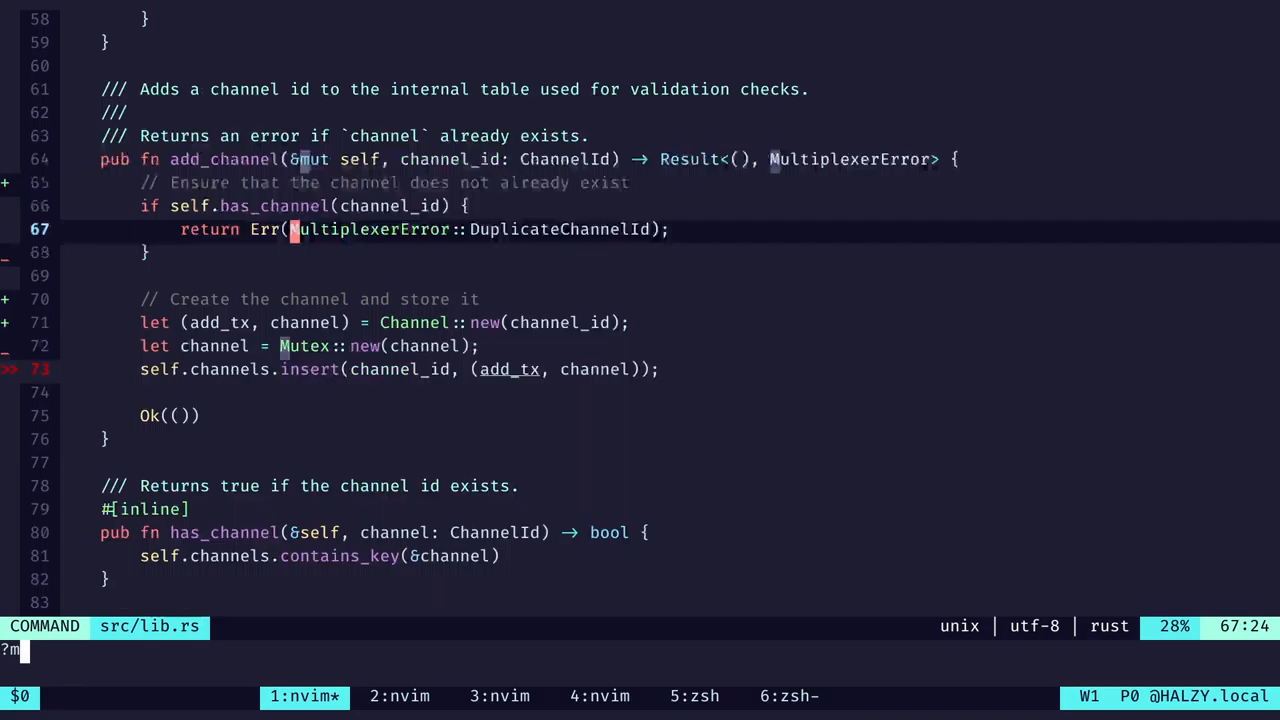 58 }
59 }
60
61 /// Adds a channel id to the internal table used for validation checks.
62 ///
63 /// Returns an error if `channel` already exists.
64 pub fn add_channel(&mut self, channel_id: ChannelId) -> Result<(), MultiplexerError> {
+ 65 // Ensure that the channel does not already exist
66 if self.has_channel(channel_id) {
67 return Err(MultiplexerError::DuplicateChannelId);
_ 68 }
69
+ 70 // Create the channel and store it
+ 71 let (add_tx, channel) = Channel::new(channel_id);
_ 72 let channel = Mutex::new(channel);
>> 73 self.channels.insert(channel_id, (add_tx, channel));
74
75 Ok(())
76 }
77
78 /// Returns true if the channel id exists.
79 #[inline]
80 pub fn has_channel(&self, channel: ChannelId) -> bool {
81 self.channels.contains_key(&channel)
82 }
83
COMMAND src/lib.rs unix | utf-8 | rust 28% 67:24
?m
$0 1:nvim* 2:nvim 3:nvim 4:nvim 5:zsh 6:zsh- W1 P0 @HALZY.local